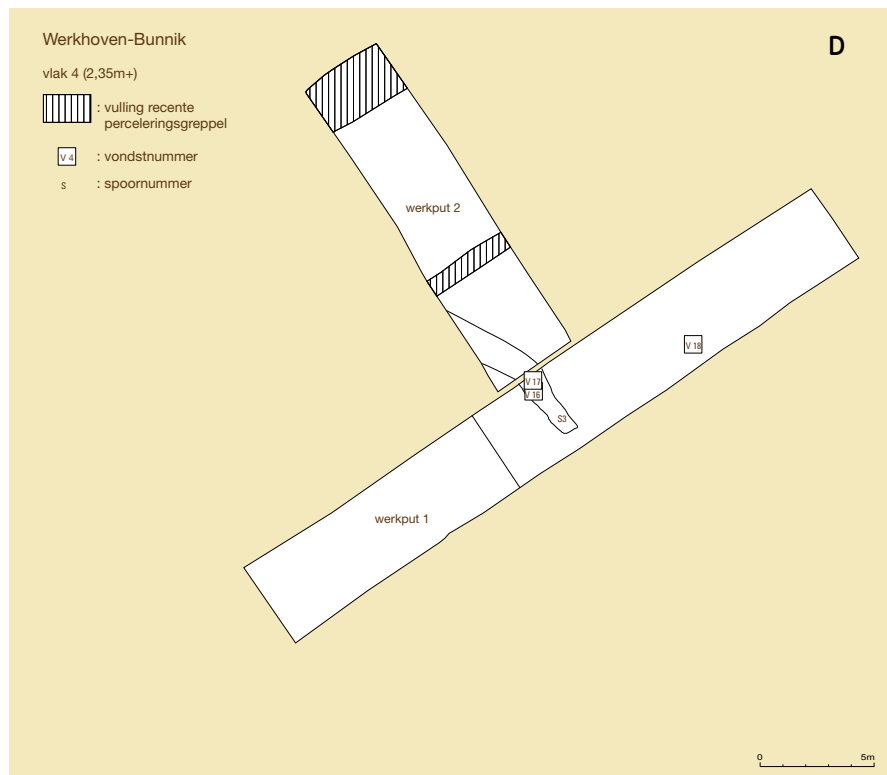 Werkhoven-Bunnik
D
vlak 4 (2,35m+)
: vulling recente
perceleringsgreppel
V 4 : vondstnummer
S : spoornummer
werkput 2
V 18
V 17
V 16
S3
werkput 1
0 5m